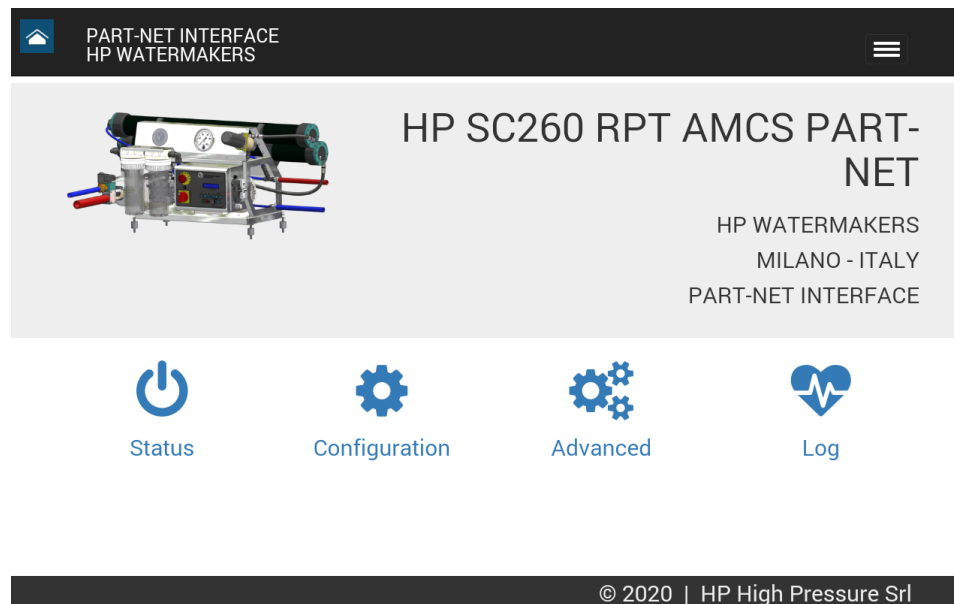 PART-NET INTERFACE
HP WATERMAKERS
HP SC260 RPT AMCS PART-
NET
HP WATERMAKERS
MILANO - ITALY
PART-NET INTERFACE
Status
Configuration
Advanced
Log
© 2020 | HP High Pressure Srl